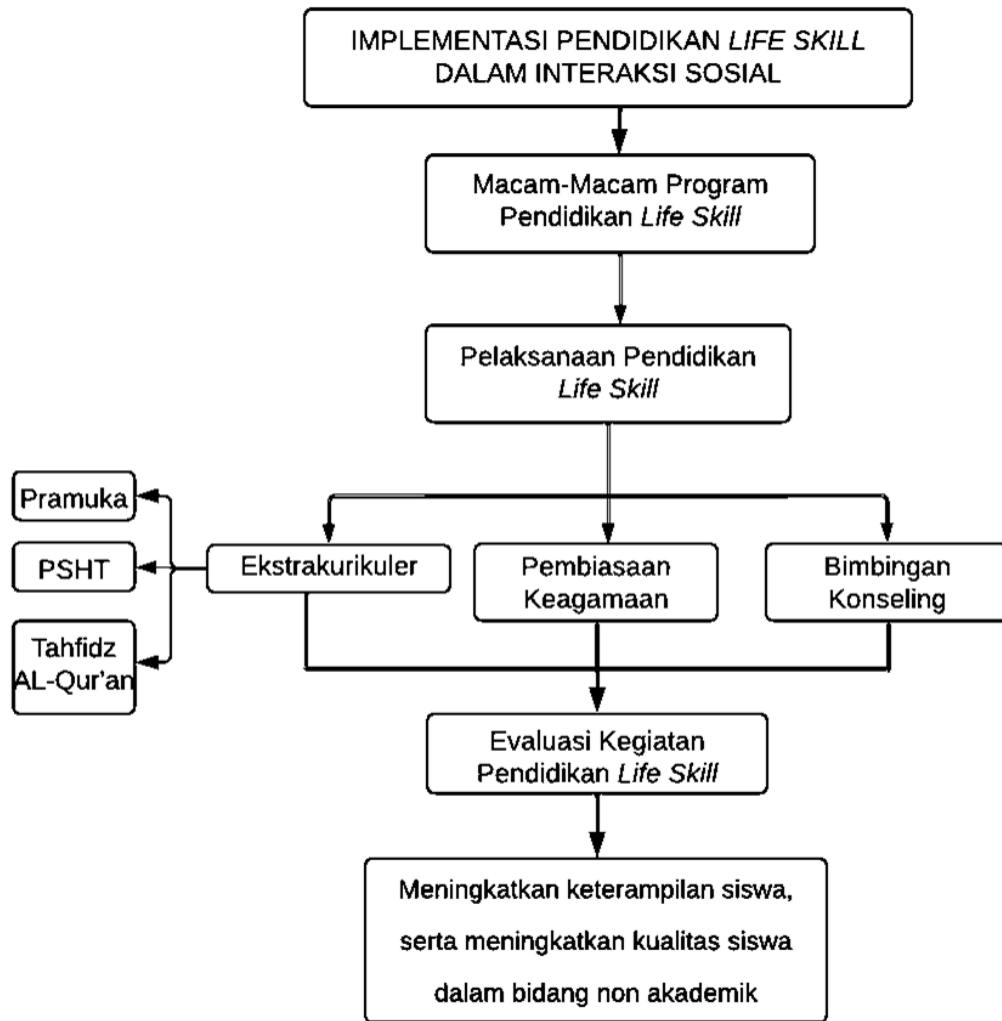 IMPLEMENTASI PENDIDIKAN LIFE SKILL
DALAM INTERAKSI SOSIAL
Macam-Macam Program
Pendidikan Life Skill
Pelaksanaan Pendidikan
Life Skill
Pramuka
PSHT
Tahfidz
AL-Qur'an
Ekstrakurikuler
Pembiasaan
Keagamaan
Bimbingan
Konseling
Evaluasi Kegiatan
Pendidikan Life Skill
Meningkatkan keterampilan siswa,
serta meningkatkan kualitas siswa
dalam bidang non akademik